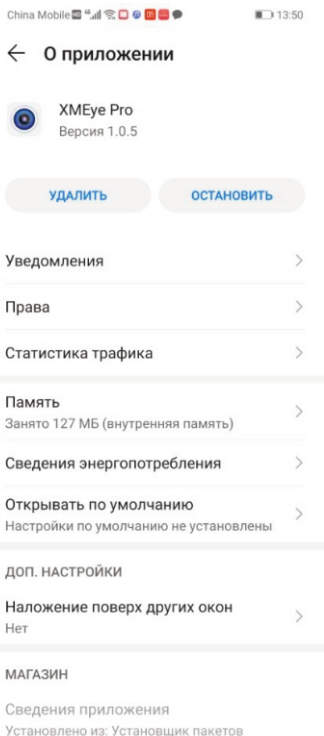 China Mobile 13:50
О приложении
XMEye Pro
Версия 1.0.5
УДАЛИТЬ ОСТАНОВИТЬ
Уведомления
Права
Статистика трафика
Память
Занято 127 МБ (внутренняя память)
Сведения энергопотребления
Открывать по умолчанию
Настройки по умолчанию не установлены
ДОП. НАСТРОЙКИ
Наложение поверх других окон
Нет
МАГАЗИН
Сведения приложения
Установлено из: Установщик пакетов